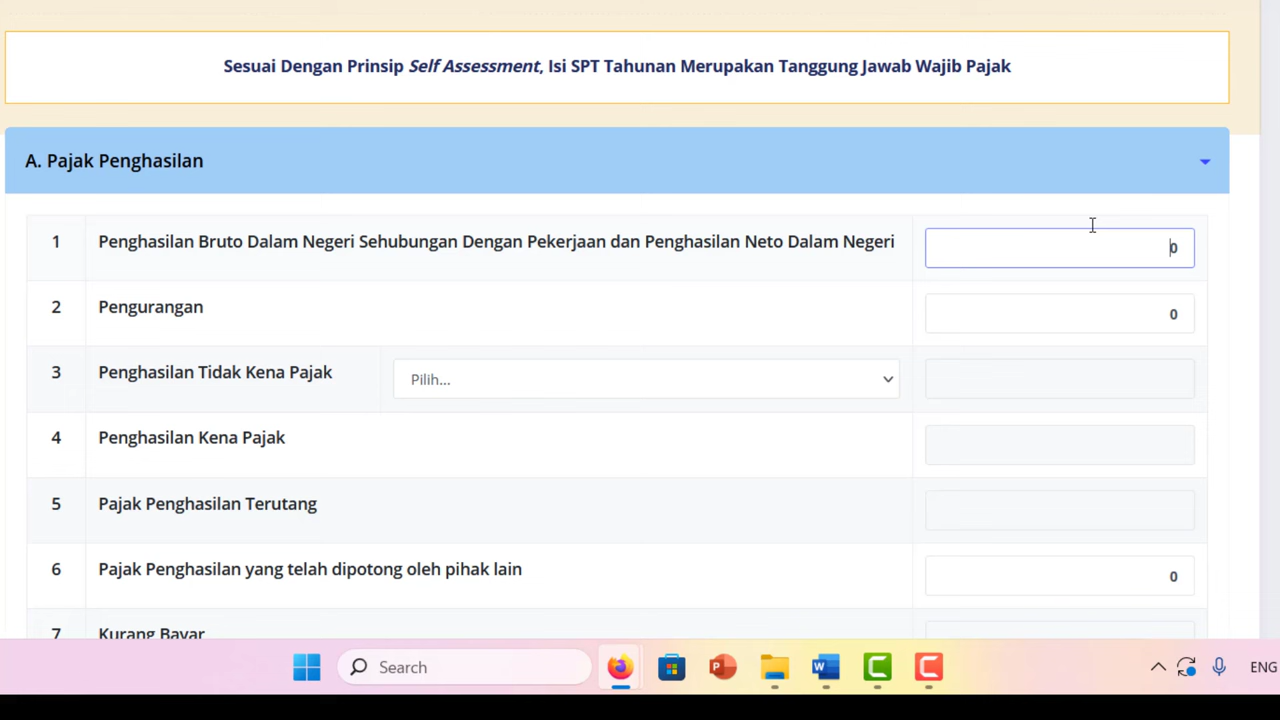 Sesuai Dengan Prinsip Self Assessment, Isi SPT Tahunan Merupakan Tanggung Jawab Wajib Pajak
A. Pajak Penghasilan
1 Penghasilan Bruto Dalam Negeri Sehubungan Dengan Pekerjaan dan Penghasilan Neto Dalam Negeri 0
2 Pengurangan 0
3 Penghasilan Tidak Kena Pajak Pilih...
4 Penghasilan Kena Pajak
5 Pajak Penghasilan Terutang
6 Pajak Penghasilan yang telah dipotong oleh pihak lain 0
7 Kurang Bayar
Search ENG